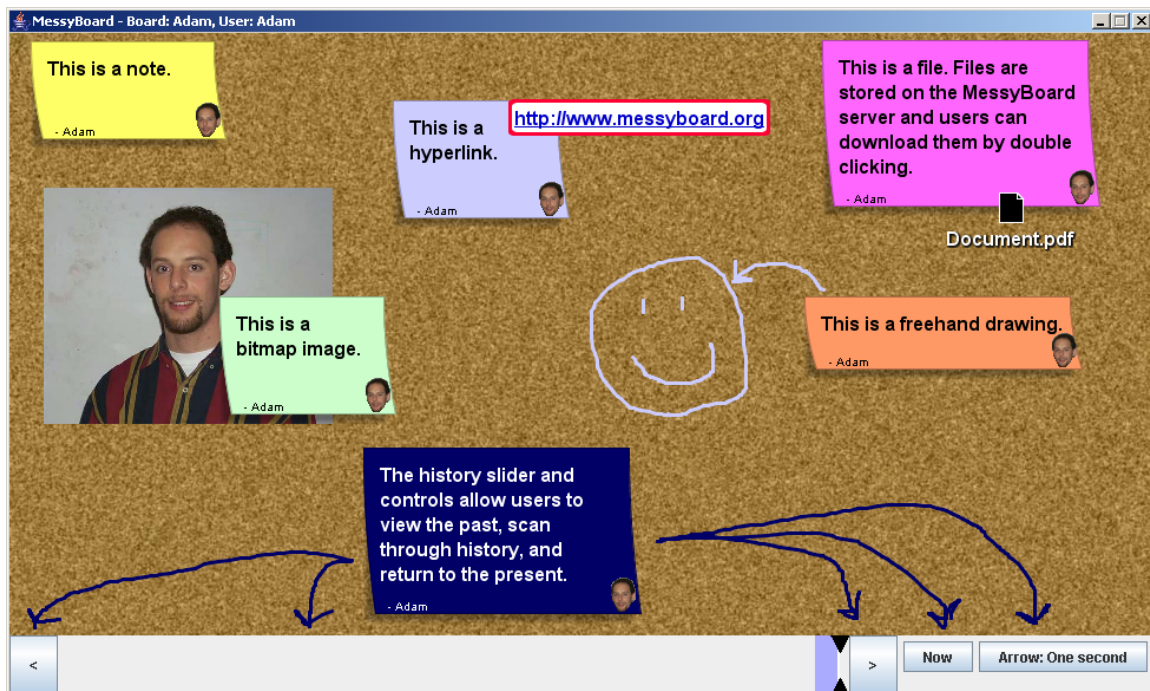 MessyBoard - Board: Adam, User: Adam
This is a note.
- Adam
This is a
hyperlink.
- Adam
http://www.messyboard.org
This is a file. Files are
stored on the MessyBoard
server and users can
download them by double
clicking.
- Adam
Document.pdf
This is a
bitmap image.
- Adam
This is a freehand drawing.
- Adam
The history slider and
controls allow users to
view the past, scan
through history, and
return to the present.
- Adam
<
>
Now
Arrow: One second